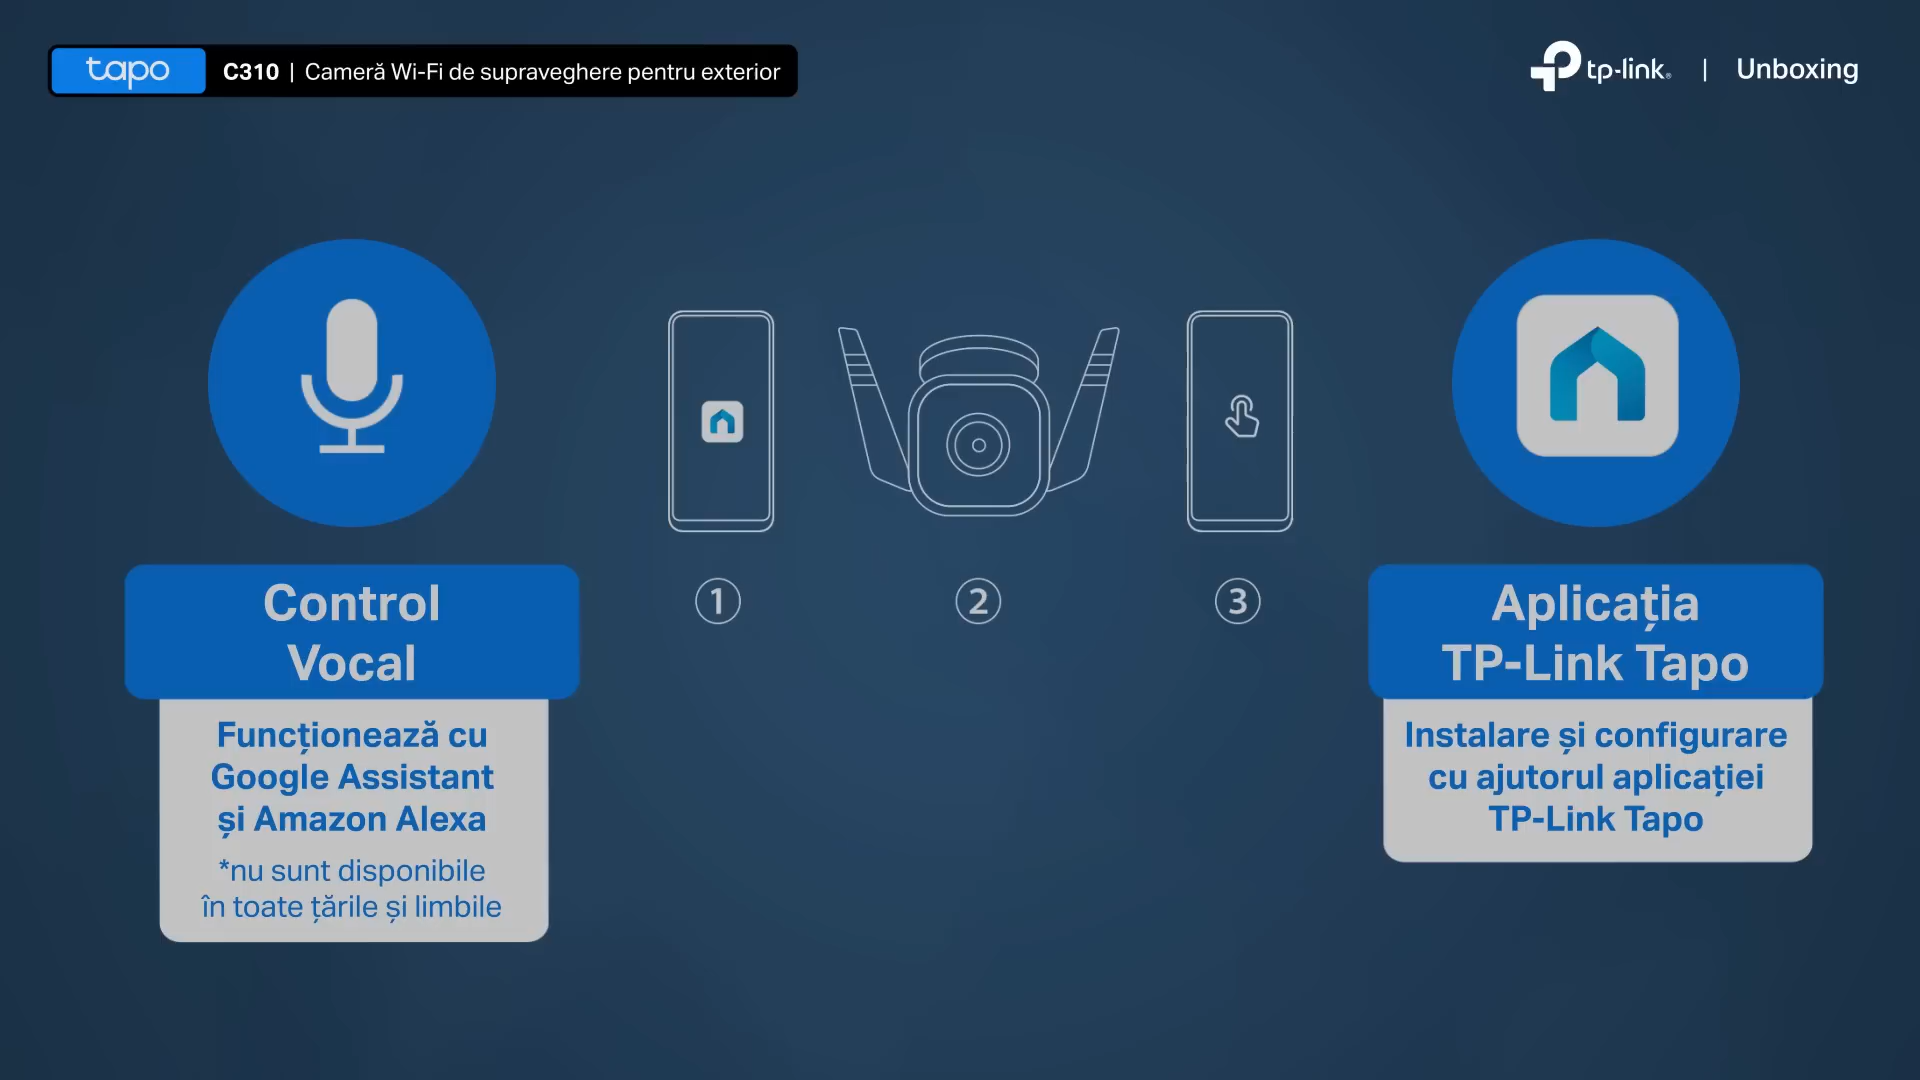 tapo
C310 | Cameră Wi-Fi de supraveghere pentru exterior
tp-link | Unboxing
Control
Vocal
Funcționează cu
Google Assistant
și Amazon Alexa
*nu sunt disponibile
în toate țările și limbile
1
2
3
Aplicația
TP-Link Tapo
Instalare și configurare
cu ajutorul aplicației
TP-Link Tapo